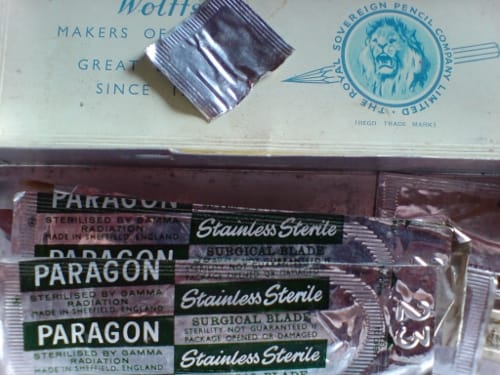 Wolff's
MAKERS OF
GREAT
SINCE 1
THE ROYAL SOVEREIGN PENCIL COMPANY LIMITED
(REGD TRADE MARK)
PARAGON
STERILISED BY GAMMA
RADIATION
MADE IN SHEFFIELD, ENGLAND
Stainless Sterile
SURGICAL BLADE
PARAGON
STERILISED BY GAMMA
RADIATION
MADE IN SHEFFIELD, ENGLAND
Stainless Sterile
SURGICAL BLADE
STERILITY NOT GUARANTEED IF
PACKAGE OPENED OR DAMAGED
PARAGON
STERILISED BY GAMMA
RADIATION
MADE IN SHEFFIELD, ENGLAND
Stainless Sterile
SURGICAL BLADE
23